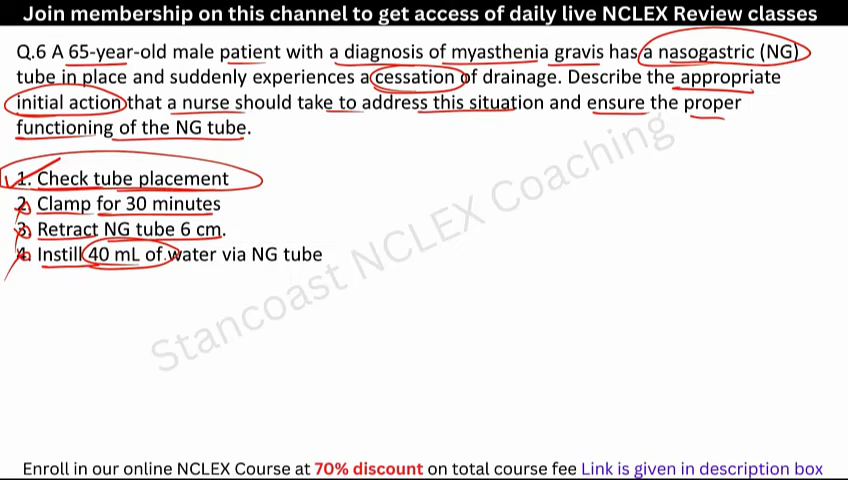 Join membership on this channel to get access of daily live NCLEX Review classes
Q.6 A 65-year-old male patient with a diagnosis of myasthenia gravis has a nasogastric (NG)
tube in place and suddenly experiences a cessation of drainage. Describe the appropriate
initial action that a nurse should take to address this situation and ensure the proper
functioning of the NG tube.
1. Check tube placement
2. Clamp for 30 minutes
3. Retract NG tube 6 cm.
4. Instill 40 mL of water via NG tube
Stancoast NCLEX Coaching
Enroll in our online NCLEX Course at 70% discount on total course fee Link is given in description box